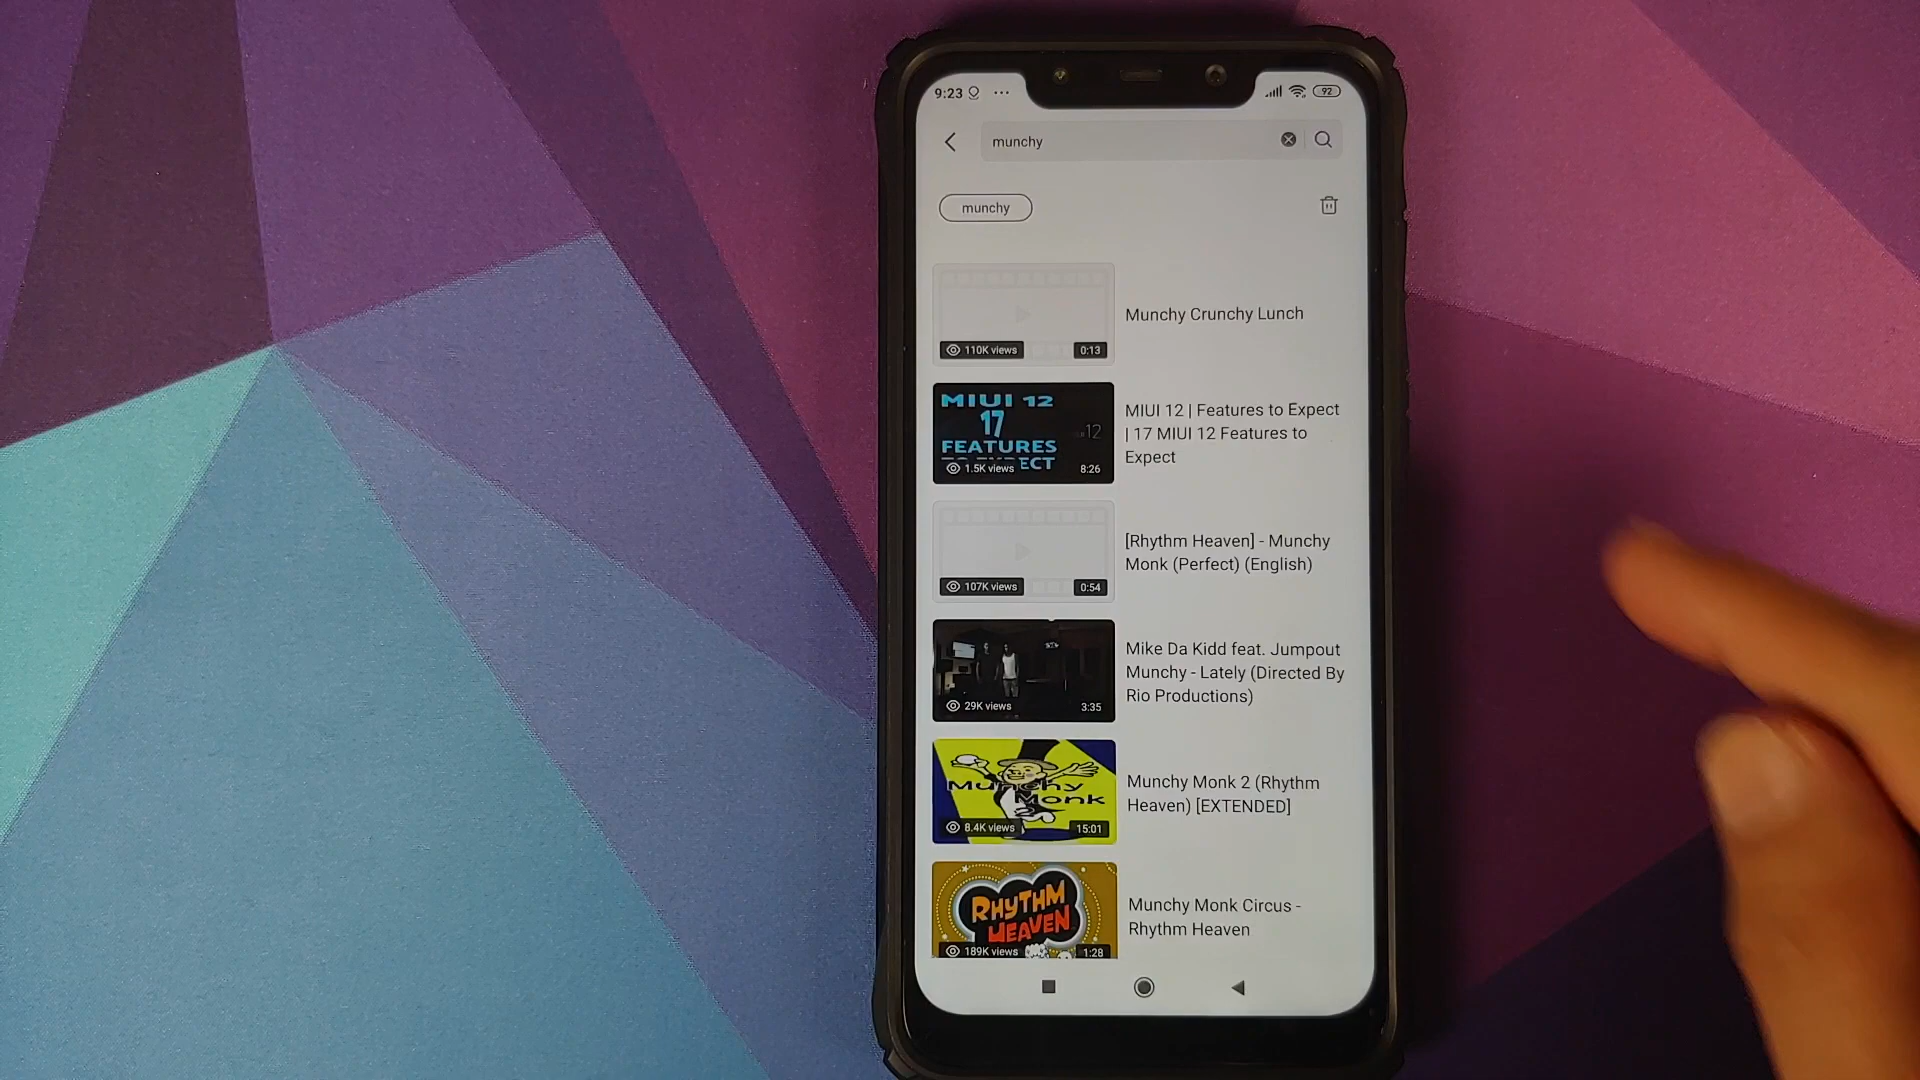 9:23 ... 92
munchy
munchy
110K views 0:13
Munchy Crunchy Lunch
MIUI 12
17
FEATURES
12
1.5K views 8:26
MIUI 12 | Features to Expect
| 17 MIUI 12 Features to
Expect
107K views 0:54
[Rhythm Heaven] - Munchy
Monk (Perfect) (English)
29K views 3:35
Mike Da Kidd feat. Jumpout
Munchy - Lately (Directed By
Rio Productions)
Munchy
Monk
8.4K views 15:01
Munchy Monk 2 (Rhythm
Heaven) [EXTENDED]
RHYTHM
HEAVEN
189K views 1:28
Munchy Monk Circus -
Rhythm Heaven